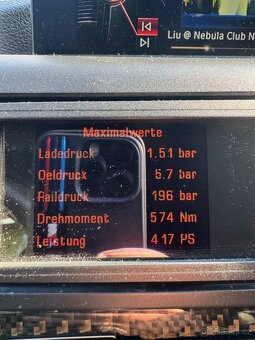 Liu @ Nebula Club N
Maximalwerte
Ladedruck 1.51 bar
Oeldruck 5.7 bar
Raildruck 196 bar
Drehmoment 574 Nm
Leistung 417 PS